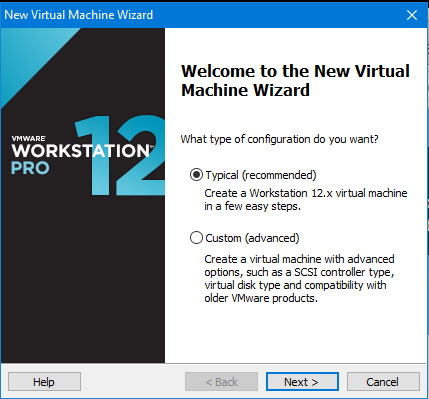 New Virtual Machine Wizard
Welcome to the New Virtual
Machine Wizard
VMWARE
WORKSTATION™
PRO
12
What type of configuration do you want?
Typical (recommended)
Create a Workstation 12.x virtual machine
in a few easy steps.
Custom (advanced)
Create a virtual machine with advanced
options, such as a SCSI controller type,
virtual disk type and compatibility with
older VMware products.
Help
< Back
Next >
Cancel